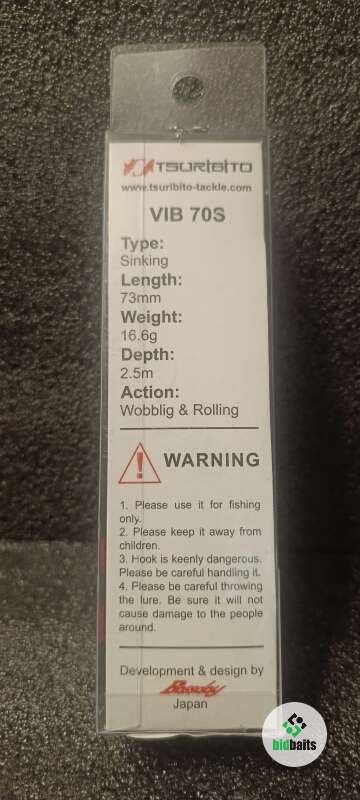 TSURIBITO
www.tsuribito-tackle.com
VIB 70S
Type:
Sinking
Length:
73mm
Weight:
16.6g
Depth:
2.5m
Action:
Wobblig & Rolling
WARNING
1. Please use it for fishing
only.
2. Please keep it away from
children.
3. Hook is keenly dangerous.
Please be careful handling it.
4. Please be careful throwing
the lure. Be sure it will not
cause damage to the people
around.
Development & design by
Japan
bidbaits